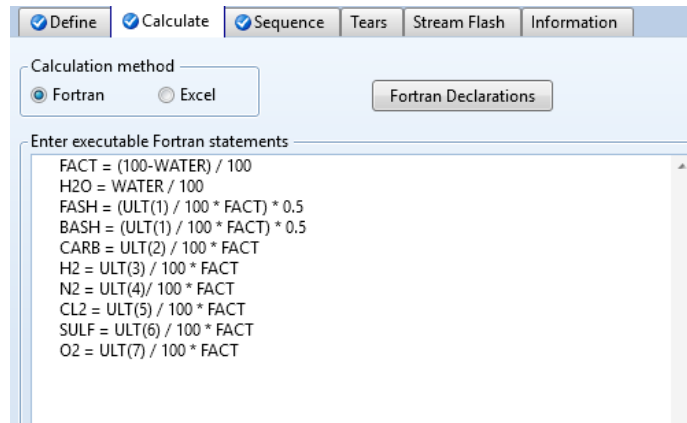 Define Calculate Sequence Tears Stream Flash Information
Calculation method
Fortran Excel Fortran Declarations
Enter executable Fortran statements
FACT = (100-WATER) / 100
H2O = WATER / 100
FASH = (ULT(1) / 100 * FACT) * 0.5
BASH = (ULT(1) / 100 * FACT) * 0.5
CARB = ULT(2) / 100 * FACT
H2 = ULT(3) / 100 * FACT
N2 = ULT(4)/ 100* FACT
CL2 = ULT(5) / 100 * FACT
SULF = ULT(6) / 100 * FACT
O2 = ULT(7) / 100 * FACT